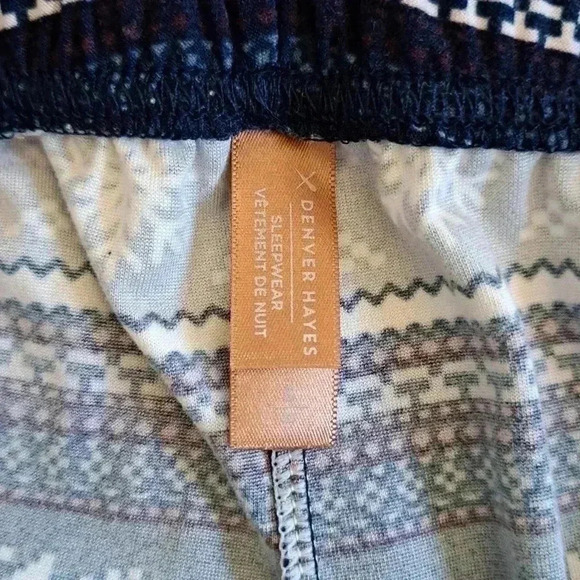 DENVER HAYES
SLEEPWEAR
VÊTEMENT DE NUIT